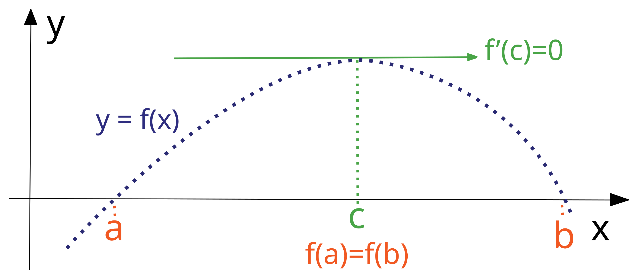 y
f'(c)=0
y = f(x)
a
c
b
x
f(a)=f(b)